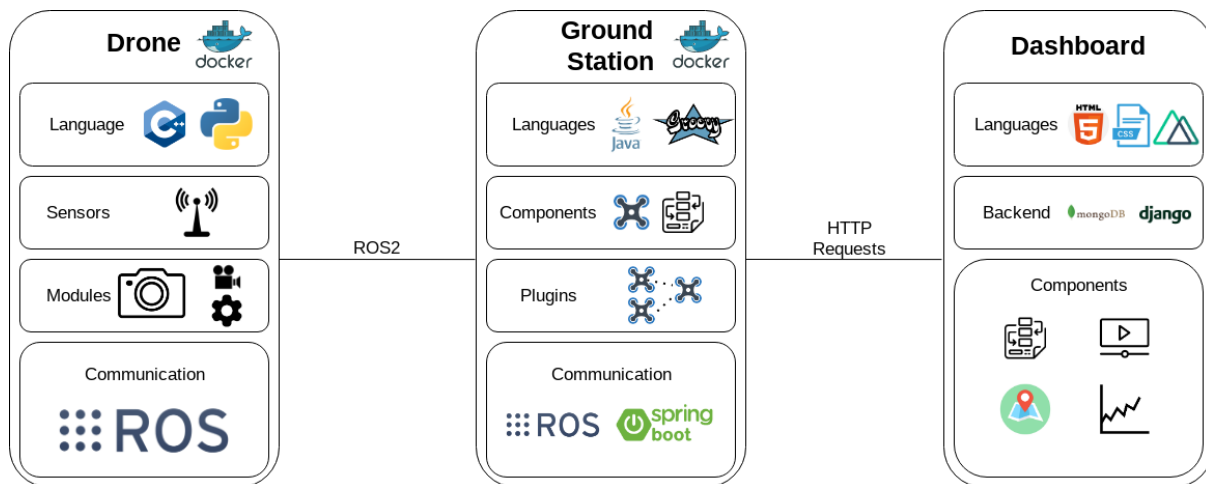 Drone
docker
Language
C++
Sensors
Modules
Communication
ROS
ROS2
Ground
Station
docker
Languages
Java
Groovy
Components
Plugins
Communication
ROS
spring
boot
HTTP
Requests
Dashboard
Languages
HTML
5
CSS
Backend
mongoDB
django
Components